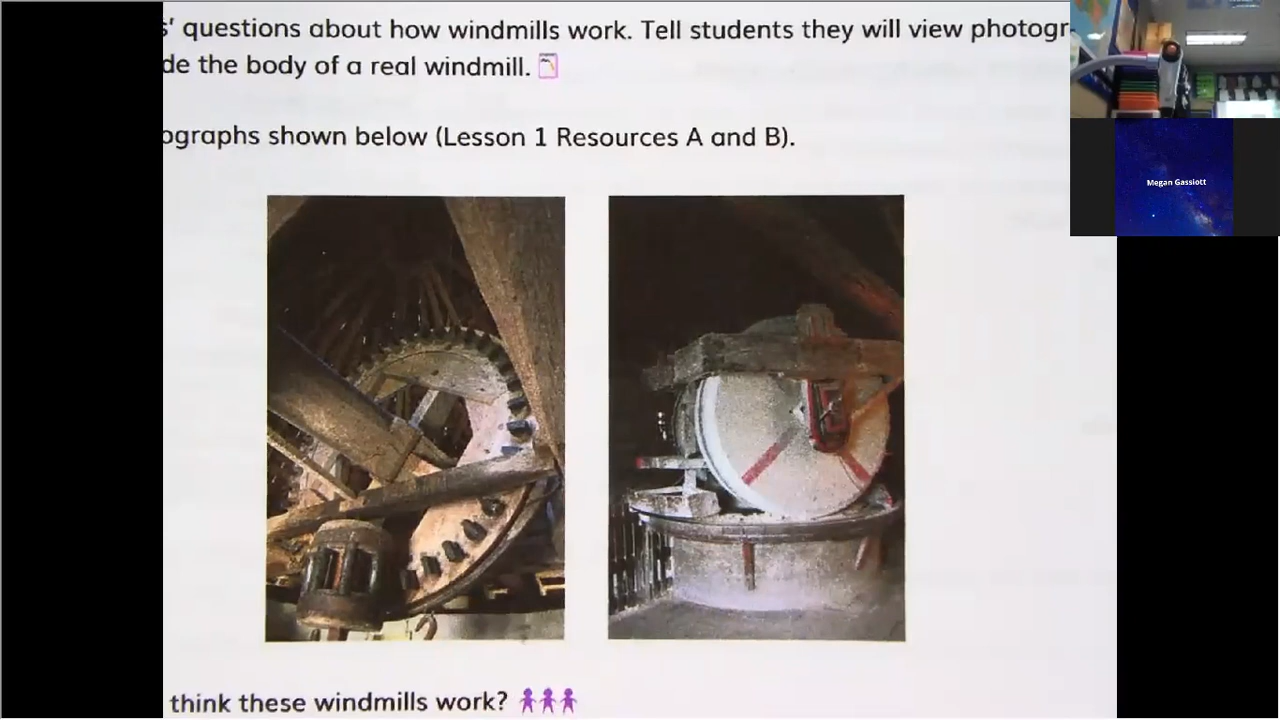 s' questions about how windmills work. Tell students they will view photogr
de the body of a real windmill.
ographs shown below (Lesson 1 Resources A and B).
think these windmills work?
Megan Gassiott